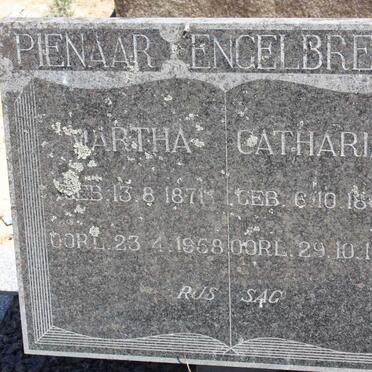 PIENAAR ENGELBRE
MARTHA CATHARI
GEB. 13.8.1871 GEB. 6.10.18
OORL. 23.4.1958 OORL. 29.10.1
RUS SAG